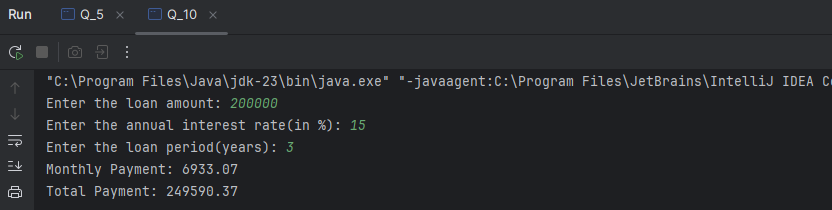 Run Q_5 Q_10
"C:\Program Files\Java\jdk-23\bin\java.exe" "-javaagent:C:\Program Files\JetBrains\IntelliJ IDEA
Enter the loan amount: 200000
Enter the annual interest rate(in %): 15
Enter the loan period(years): 3
Monthly Payment: 6933.07
Total Payment: 249590.37